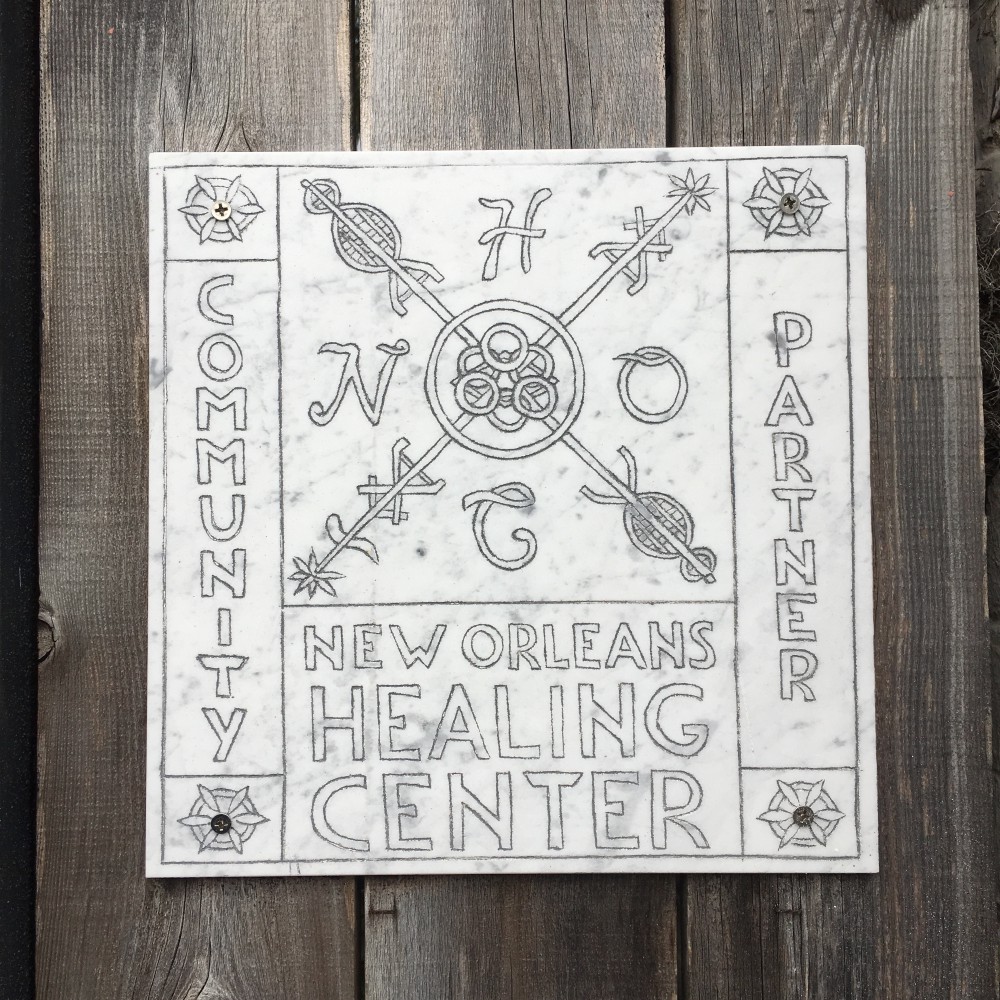 H
N O
C
COMMUNITY
PARTNER
NEW ORLEANS
HEALING
CENTER